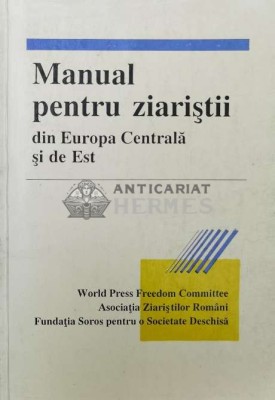 Manual
pentru ziariştii
din Europa Centrală
şi de Est
ANTICARIAT
HERMES
World Press Freedom Committee
Asociaţia Ziariştilor Români
Fundaţia Soros pentru o Societate Deschisă